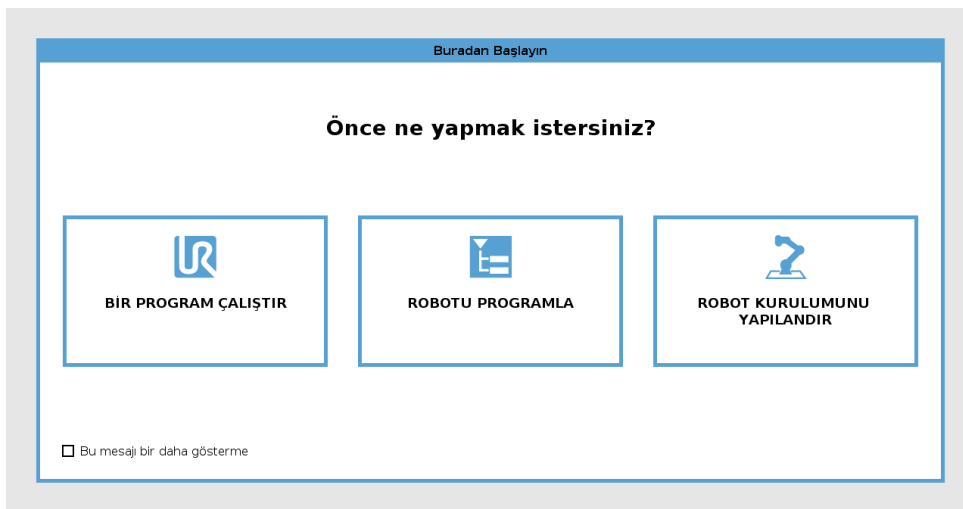 Buradan Başlayın
Önce ne yapmak istersiniz?
BİR PROGRAM ÇALIŞTIR
ROBOTU PROGRAMLA
ROBOT KURULUMUNU
YAPILANDIR
Bu mesajı bir daha gösterme